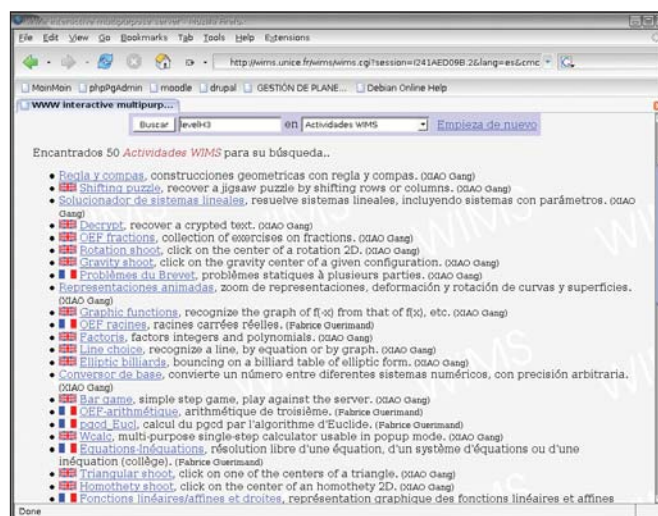 WWW interactive multipurpose server - Mozilla Firefox
File Edit View Go Bookmarks Tab Tools Help Extensions
http://wims.unice.fr/wims/wims.cgi?session=I241AED09B.2&lang=es&cmc
MoinMoin phpPgAdmin moodle drupal GESTIÓN DE PLANE... Debian Online Help
WWW interactive multipurp...
Buscar levelH3 en Actividades WIMS Empieza de nuevo
Encantrados 50 Actividades WIMS para su búsqueda..
• Regla y compas, construcciones geometricas con regla y compas. (XIAO Gang)
• Shifting puzzle, recover a jigsaw puzzle by shifting rows or columns. (XIAO Gang)
• Solucionador de sistemas lineales, resuelve sistemas lineales, incluyendo sistemas con parámetros. (XIAO
Gang)
• Decrypt, recover a crypted text. (XIAO Gang)
• OEF fractions, collection of exercises on fractions. (XIAO Gang)
• Rotation shoot, click on the center of a rotation 2D. (XIAO Gang)
• Gravity shoot, click on the gravity center of a given configuration. (XIAO Gang)
• Problèmes du Brevet, problèmes statiques à plusieurs parties. (XIAO Gang)
• Representaciones animadas, zoom de representaciones, deformación y rotación de curvas y superficies.
(XIAO Gang)
• Graphic functions, recognize the graph of f(-x) from that of f(x), etc. (XIAO Gang)
• OEF racines, racines carrées réelles. (Fabrice Guerimand)
• Factoris, factors integers and polynomials. (XIAO Gang)
• Line choice, recognize a line, by equation or by graph. (XIAO Gang)
• Elliptic billiards, bouncing on a billiard table of elliptic form. (XIAO Gang)
• Conversor de base, convierte un número entre diferentes sistemas numéricos, con precisión arbitraria.
(XIAO Gang)
• Bar game, simple step game, play against the server. (XIAO Gang)
• OEF-arithmétique, arithmétique de troisième. (Fabrice Guerimand)
• pgcd_Eucl, calcul du pgcd par l'algorithme d'Euclide. (Fabrice Guerimand)
• Wcalc, multi-purpose single-step calculator usable in popup mode. (XIAO Gang)
• Equations-Inéquations, résolution libre d'une équation, d'un système d'équations ou d'une
inéquation (collège). (Fabrice Guerimand)
• Triangular shoot, click on one of the centers of a triangle. (XIAO Gang)
• Homothety shoot, click on the center of an homothety 2D. (XIAO Gang)
• Fonctions linéaires/affines et droites, représentation graphique des fonctions linéaires et affines
Done